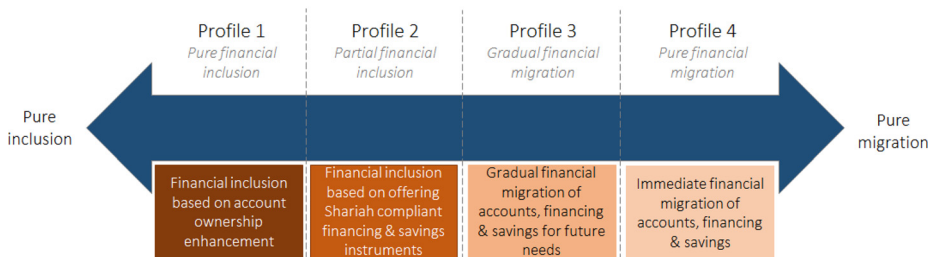 Profile 1
Pure financial
inclusion
Profile 2
Partial financial
inclusion
Profile 3
Gradual financial
migration
Profile 4
Pure financial
migration
Pure
inclusion
Pure
migration
Financial inclusion
based on account
ownership
enhancement
Financial inclusion
based on offering
Shariah compliant
financing & savings
instruments
Gradual financial
migration of
accounts, financing
& savings for future
needs
Immediate financial
migration of
accounts, financing
& savings